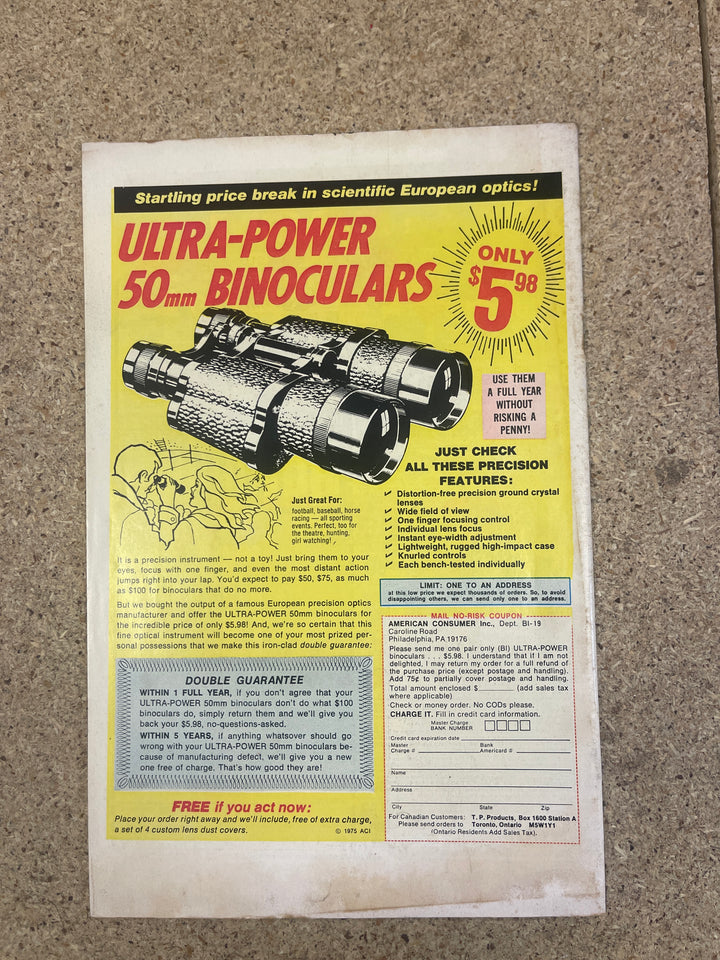 Startling price break in scientific European optics!
ULTRA-POWER
50mm BINOCULARS
ONLY
$5 98
USE THEM
A FULL YEAR
WITHOUT
RISKING A
PENNY!
JUST CHECK
ALL THESE PRECISION
FEATURES:
✔ Distortion-free precision ground crystal
lenses
✔ Wide field of view
✔ One finger focusing control
✔ Individual lens focus
✔ Instant eye-width adjustment
✔ Lightweight, rugged high-impact case
✔ Knurled controls
✔ Each bench-tested individually
Just Great For:
football, baseball, horse
racing — all sporting
events. Perfect, too for
the theatre, hunting,
girl watching!
It is a precision instrument — not a toy! Just bring them to your
eyes, focus with one finger, and even the most distant action
jumps right into your lap. You'd expect to pay $50, $75, as much
as $100 for binoculars that do no more.
But we bought the output of a famous European precision optics
manufacturer and offer the ULTRA-POWER 50mm binoculars for
the incredible price of only $5.98! And, we're so certain that this
fine optical instrument will become one of your most prized per-
sonal possessions that we make this iron-clad double guarantee:
DOUBLE GUARANTEE
WITHIN 1 FULL YEAR, if you don't agree that your
ULTRA-POWER 50mm binoculars don't do what $100
binoculars do, simply return them and we'll give you
back your $5.98, no-questions-asked.
WITHIN 5 YEARS, if anything whatsoever should go
wrong with your ULTRA-POWER 50mm binoculars be-
cause of manufacturing defect, we'll give you a new
one free of charge. That's how good they are!
FREE if you act now:
Place your order right away and we'll include, free of extra charge,
a set of 4 custom lens dust covers.
© 1975 ACI
LIMIT: ONE TO AN ADDRESS
at this low price we expect thousands of orders. So, to avoid
disappointing others, we can send only one to an address.
MAIL NO-RISK COUPON
AMERICAN CONSUMER Inc., Dept. BI-19
Caroline Road
Philadelphia, PA 19176
Please send me one pair only (BI) ULTRA-POWER
binoculars . . . $5.98. I understand that if I am not
delighted, I may return my order for a full refund of
the purchase price (except postage and handling).
Add 75¢ to partially cover postage and handling.
Total amount enclosed $______ (add sales tax
where applicable)
Check or money order. No CODs please.
CHARGE IT. Fill in credit card information.
Master Charge
BANK NUMBER
Credit card expiration date
Master
Charge #
Bank
Americard #
Name
Address
City State Zip
For Canadian Customers: T. P. Products, Box 1600 Station A
Please send orders to Toronto, Ontario M5W1Y1
(Ontario Residents Add Sales Tax).